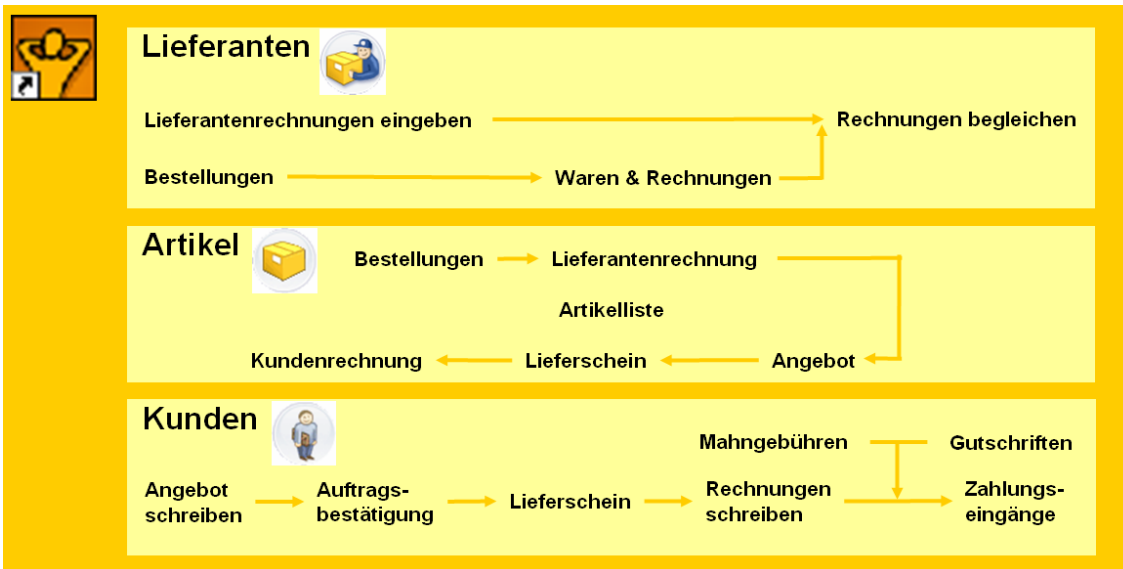 Lieferanten
Lieferantenrechnungen eingeben
Rechnungen begleichen
Bestellungen
Waren & Rechnungen
Artikel
Bestellungen
Lieferantenrechnung
Artikelliste
Kundenrechnung
Lieferschein
Angebot
Kunden
Mahngebühren
Gutschriften
Angebot
schreiben
Auftrags-
bestätigung
Lieferschein
Rechnungen
schreiben
Zahlungs-
eingänge